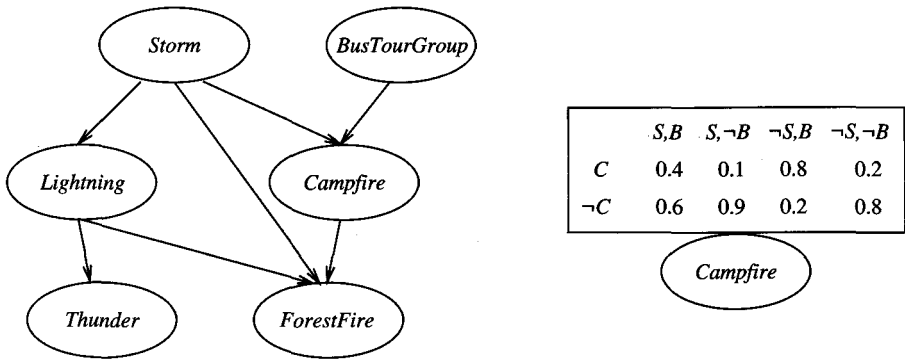 Storm BusTourGroup
Lightning Campfire
Thunder ForestFire
S,B S,¬B ¬S,B ¬S,¬B
C 0.4 0.1 0.8 0.2
¬C 0.6 0.9 0.2 0.8
Campfire